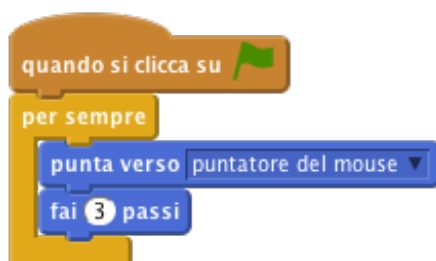 quando si clicca su
per sempre
punta verso puntatore del mouse
fai 3 passi